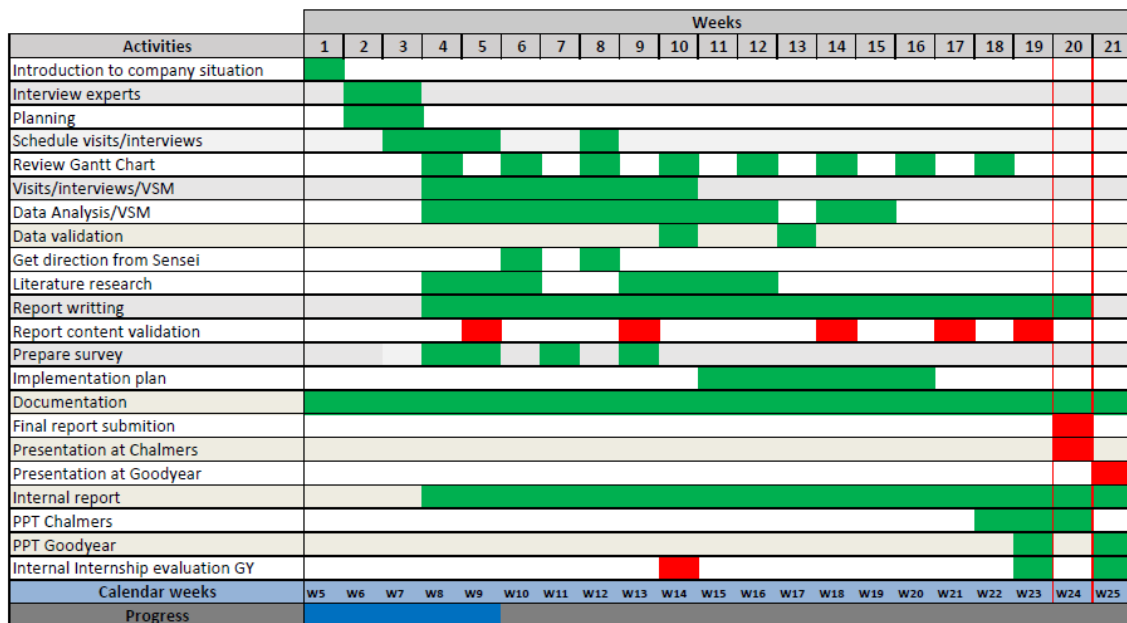 Weeks
Activities 1 2 3 4 5 6 7 8 9 10 11 12 13 14 15 16 17 18 19 20 21
Introduction to company situation
Interview experts
Planning
Schedule visits/interviews
Review Gantt Chart
Visits/interviews/VSM
Data Analysis/VSM
Data validation
Get direction from Sensei
Literature research
Report writting
Report content validation
Prepare survey
Implementation plan
Documentation
Final report submition
Presentation at Chalmers
Presentation at Goodyear
Internal report
PPT Chalmers
PPT Goodyear
Internal Internship evaluation GY
Calendar weeks W5 W6 W7 W8 W9 W10 W11 W12 W13 W14 W15 W16 W17 W18 W19 W20 W21 W22 W23 W24 W25
Progress